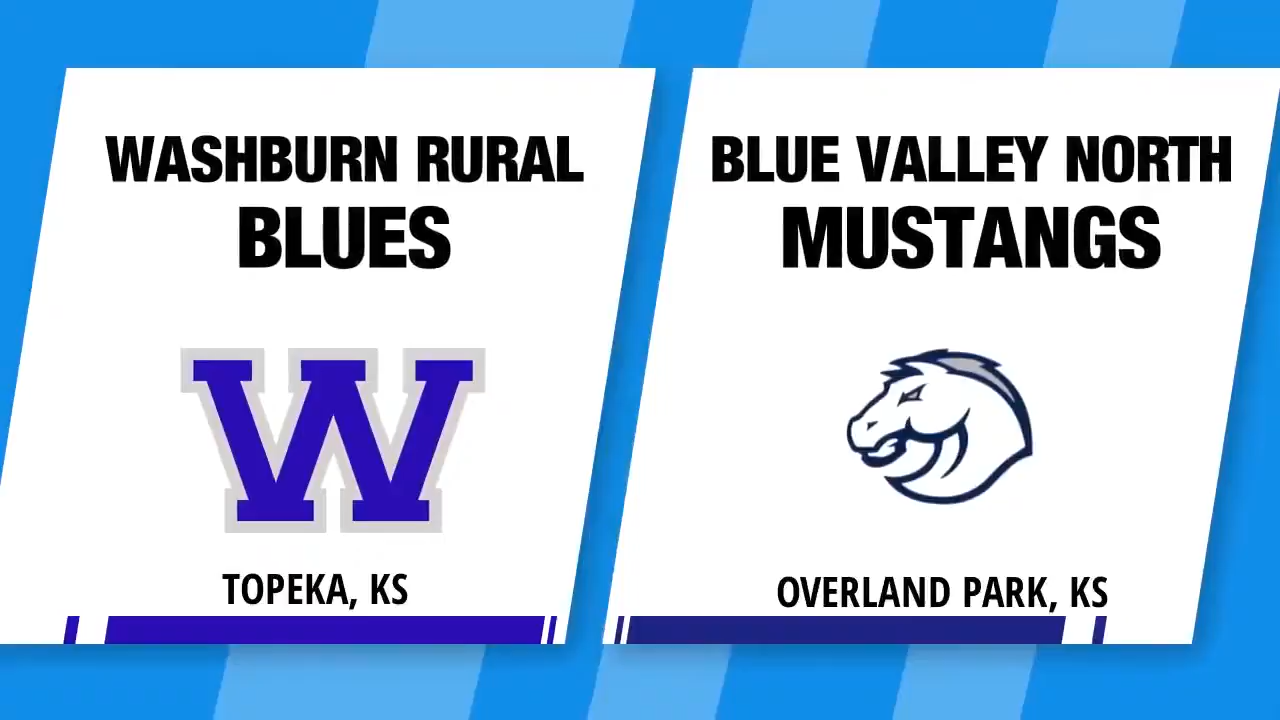 WASHBURN RURAL
BLUES
W
TOPEKA, KS
BLUE VALLEY NORTH
MUSTANGS
OVERLAND PARK, KS